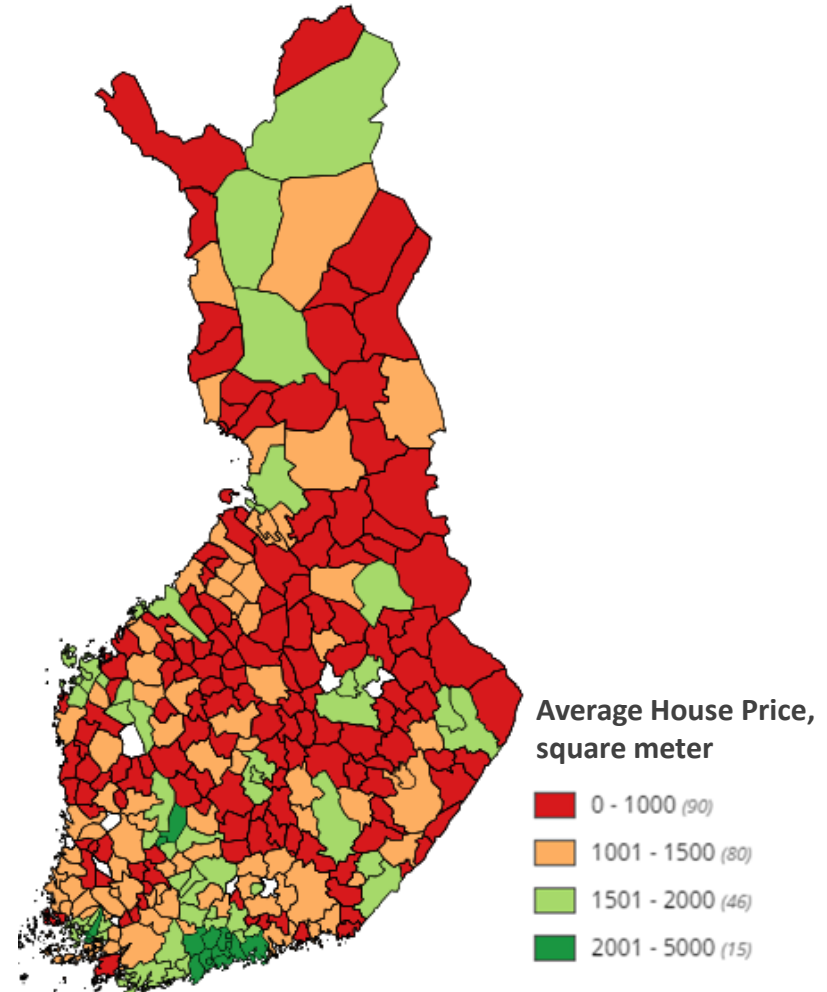 Average House Price,
square meter
0 - 1000 (90)
1001 - 1500 (80)
1501 - 2000 (46)
2001 - 5000 (15)